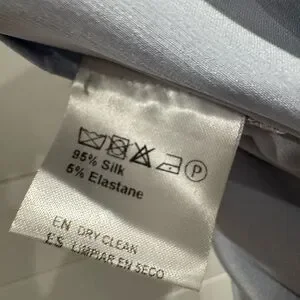 P
95% Silk
5% Elastane
EN DRY CLEAN
ES LIMPIAR EN SECO